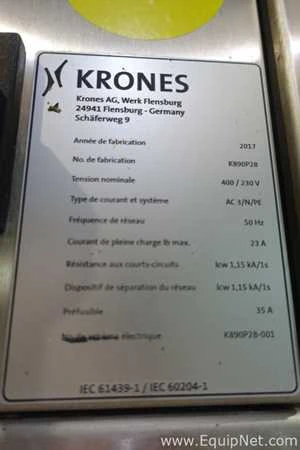 KRONES
Krones AG, Werk Flensburg
24941 Flensburg - Germany
Schäferweg 9
Année de fabrication 2017
No. de fabrication K890P28
Tension nominale 400 / 230 V
Type de courant et système AC 3/N/PE
Fréquence de réseau 50 Hz
Courant de pleine charge Ib max. 23 A
Résistance aux courts-circuits Icw 1,15 kA/1s
Dispositif de séparation du réseau Icw 1,15 kA/1s
Préfusible 35 A
électrique K890P28-001
IEC 61439-1 / IEC 60204-1
www.EquipNet.com